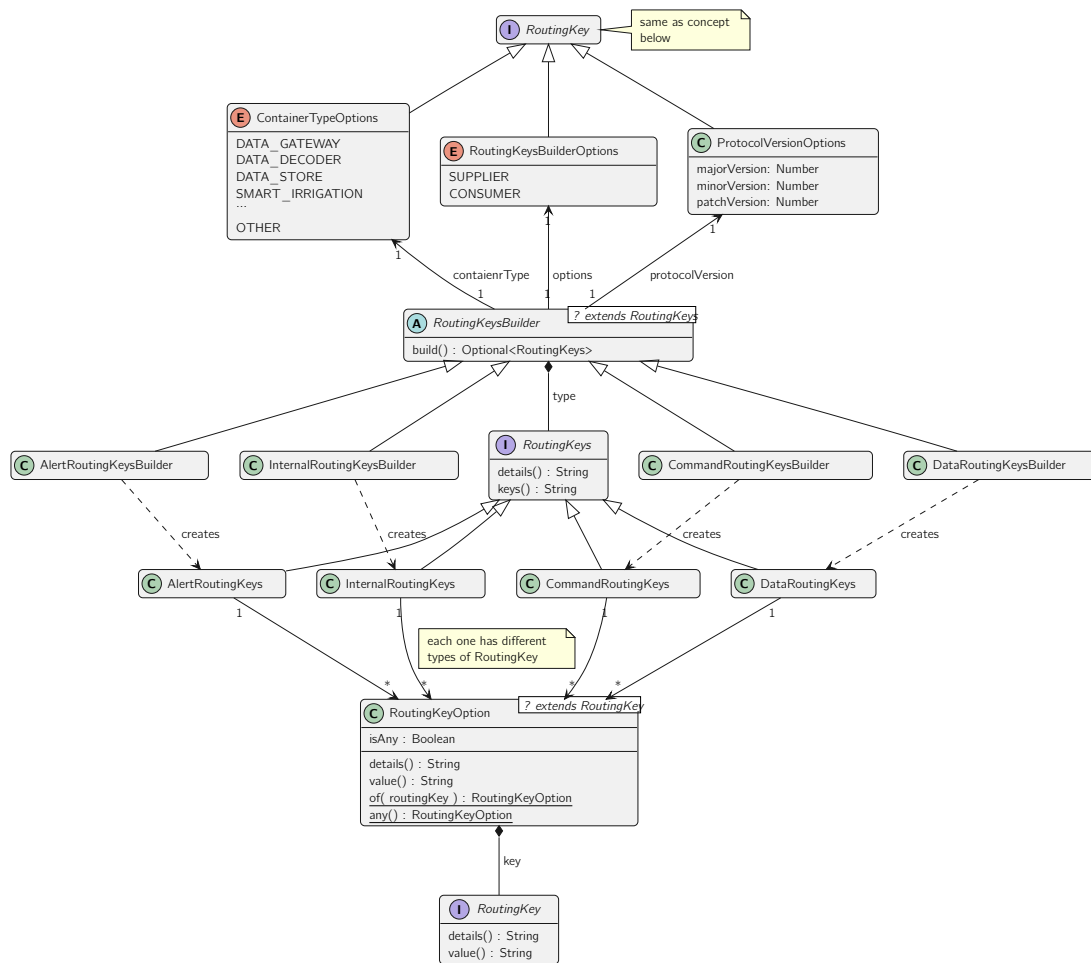 I RoutingKey
same as concept
below
E ContainerTypeOptions
DATA_GATEWAY
DATA_DECODER
DATA_STORE
SMART_IRRIGATION
...
OTHER
E RoutingKeysBuilderOptions
SUPPLIER
CONSUMER
C ProtocolVersionOptions
majorVersion: Number
minorVersion: Number
patchVersion: Number
1
1
1
contaienrType
options
protocolVersion
1
1
1
A RoutingKeysBuilder
? extends RoutingKeys
build() : Optional<RoutingKeys>
type
C AlertRoutingKeysBuilder
C InternalRoutingKeysBuilder
I RoutingKeys
details() : String
keys() : String
C CommandRoutingKeysBuilder
C DataRoutingKeysBuilder
creates
creates
creates
creates
C AlertRoutingKeys
C InternalRoutingKeys
C CommandRoutingKeys
C DataRoutingKeys
1
1
1
1
each one has different
types of RoutingKey
*
*
*
*
C RoutingKeyOption
? extends RoutingKey
isAny : Boolean
details() : String
value() : String
of( routingKey ) : RoutingKeyOption
any() : RoutingKeyOption
key
I RoutingKey
details() : String
value() : String